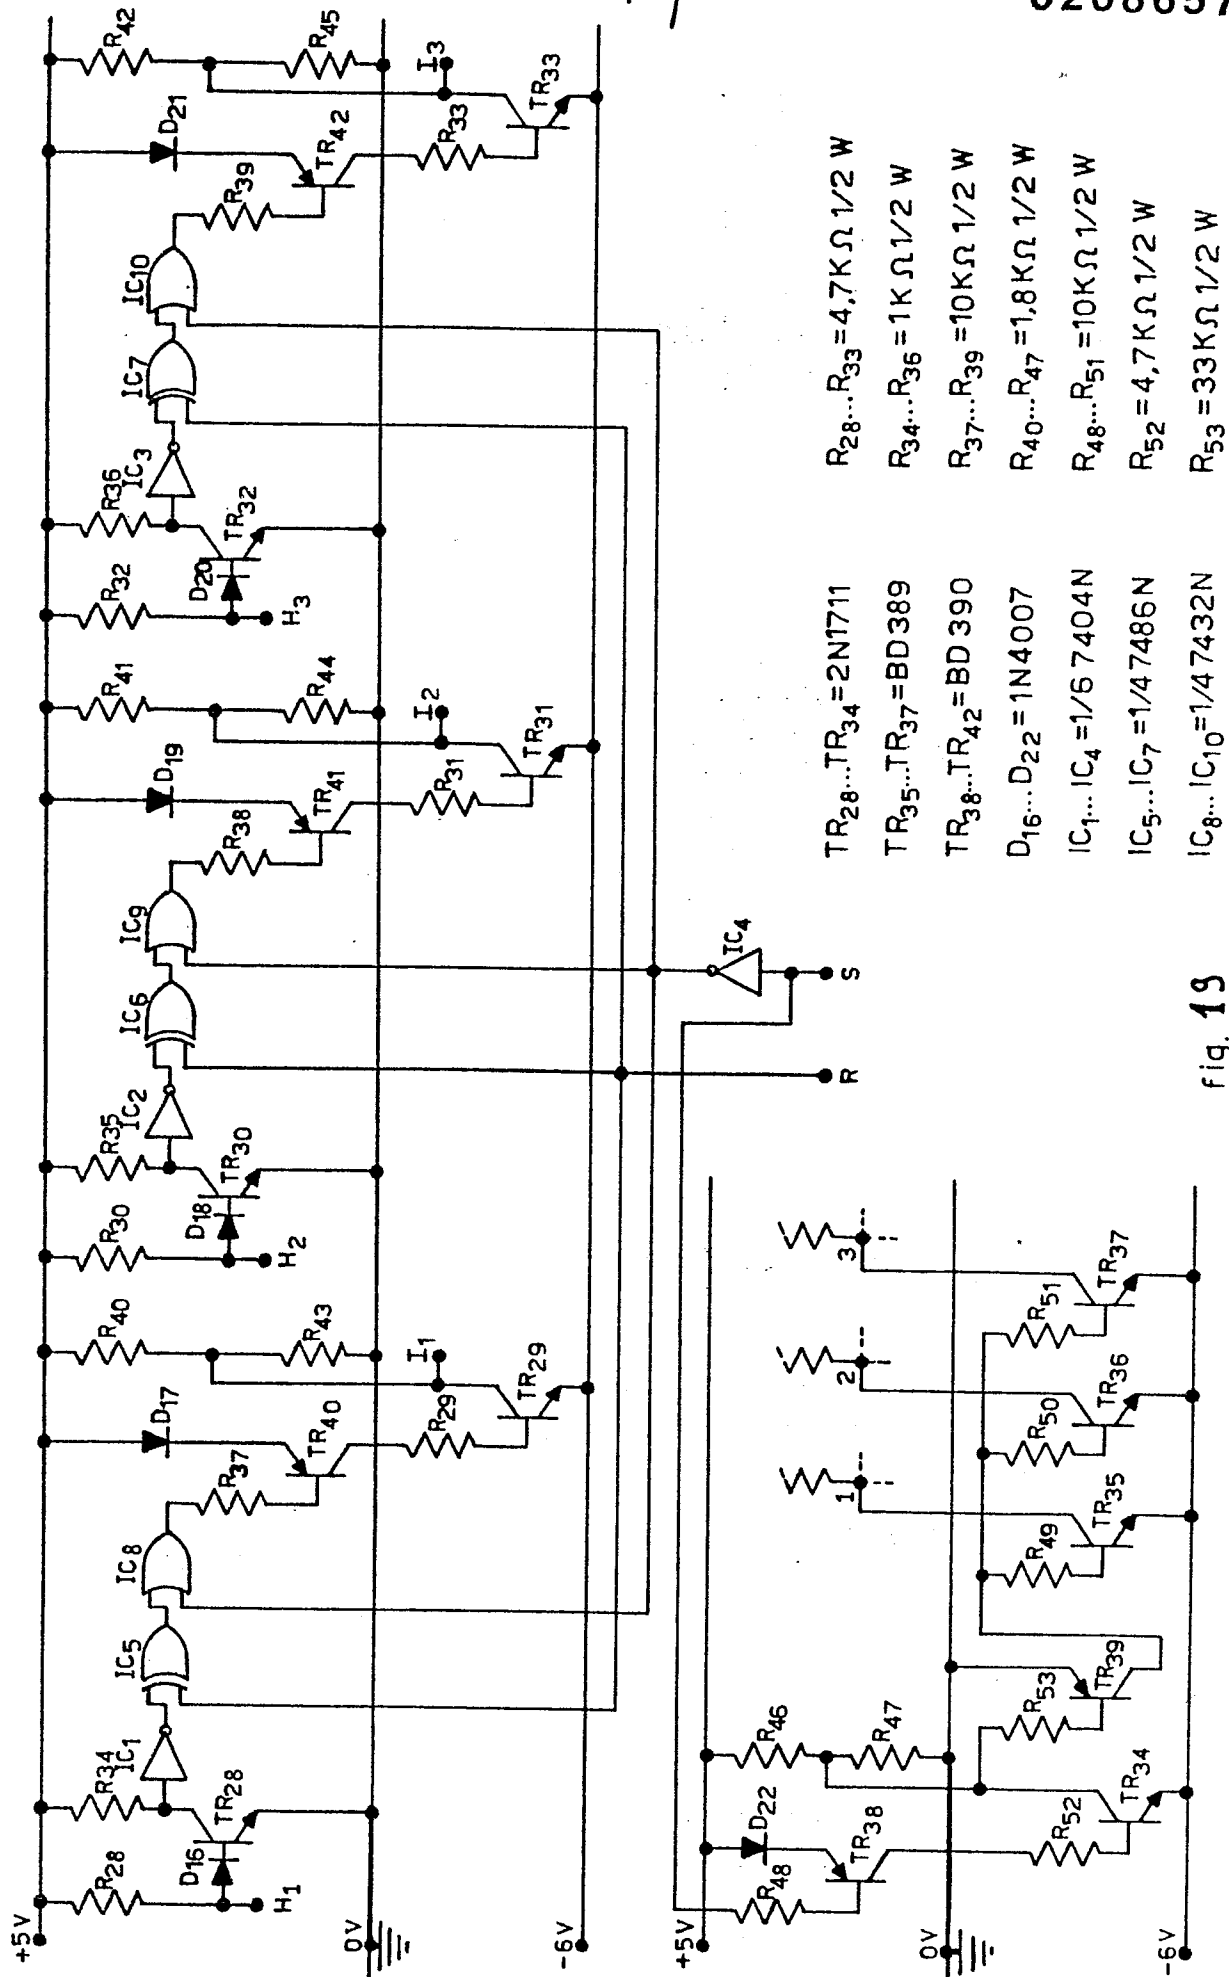 0208657
+5V
R28
H1
D16
TR28
R34
IC1
IC5
IC8
R37
D17
TR40
R29
TR29
R40
R43
I1
R30
H2
D18
TR30
R35
IC2
IC6
IC9
R38
D19
TR41
R31
TR31
R41
R44
I2
R32
H3
D20
TR32
R36
IC3
IC7
IC10
R39
D21
TR42
R33
TR33
R42
R45
I3
0V
-6V
R
S
IC4
+5V
R48
D22
TR38
R46
R47
R52
TR34
R53
TR39
R49
TR35
1
R50
TR36
2
R51
TR37
3
0V
-6V
TR28...TR34=2N1711
TR35...TR37=BD389
TR38...TR42=BD390
D16...D22=1N4007
IC1...IC4=1/6 7404N
IC5...IC7=1/4 7486N
IC8...IC10=1/4 7432N
R28...R33=4,7KΩ 1/2 W
R34...R36=1KΩ 1/2 W
R37...R39=10KΩ 1/2 W
R40...R47=1,8KΩ 1/2 W
R48...R51=10KΩ 1/2 W
R52=4,7KΩ 1/2 W
R53=33KΩ 1/2 W